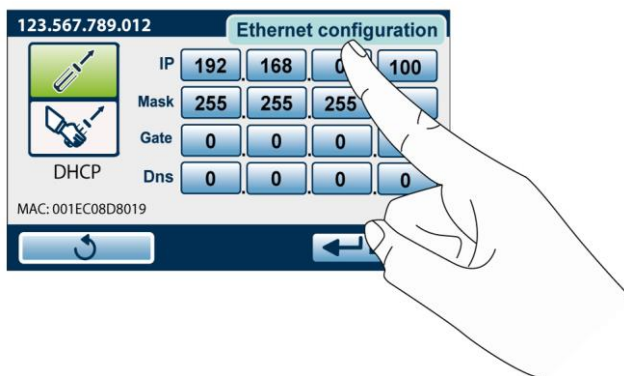 123.567.789.012
Ethernet configuration
IP 192 . 168 . 0 . 100
Mask 255 . 255 . 255 .
Gate 0 . 0 . 0 .
Dns 0 . 0 . 0 . 0
DHCP
MAC: 001EC08D8019